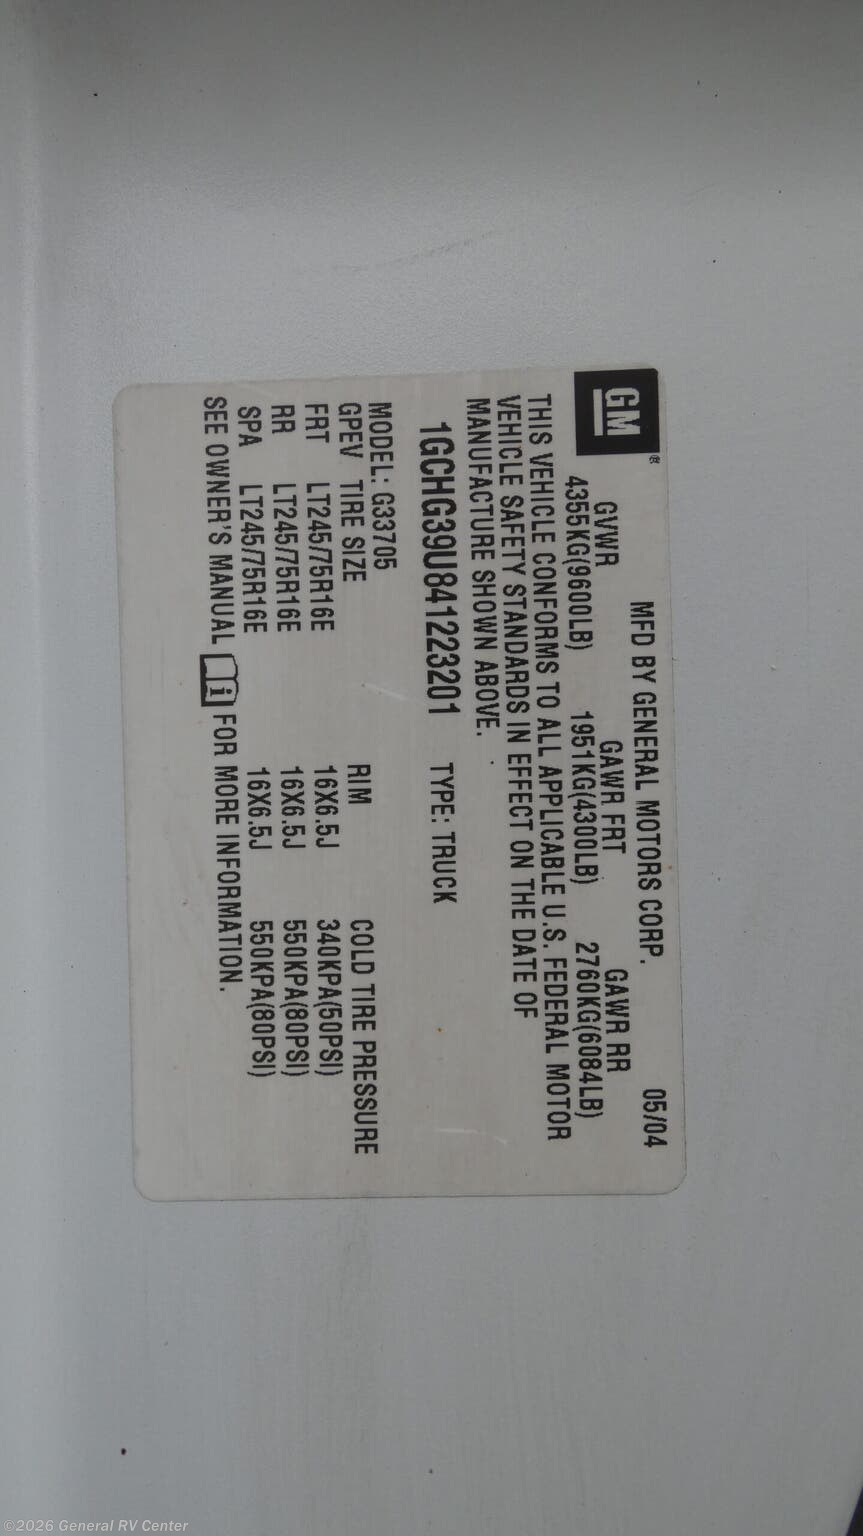 GM®
MFD BY GENERAL MOTORS CORP. 05/04
GVWR GAWR FRT GAWR RR
4355KG(9600LB) 1951KG(4300LB) 2760KG(6084LB)
THIS VEHICLE CONFORMS TO ALL APPLICABLE U.S. FEDERAL MOTOR
VEHICLE SAFETY STANDARDS IN EFFECT ON THE DATE OF
MANUFACTURE SHOWN ABOVE.
1GCHG39U841223201 TYPE: TRUCK
MODEL: G33705
GPEV TIRE SIZE RIM COLD TIRE PRESSURE
FRT LT245/75R16E 16X6.5J 340KPA(50PSI)
RR LT245/75R16E 16X6.5J 550KPA(80PSI)
SPA LT245/75R16E 16X6.5J 550KPA(80PSI)
SEE OWNER'S MANUAL i FOR MORE INFORMATION.
©2026 General RV Center